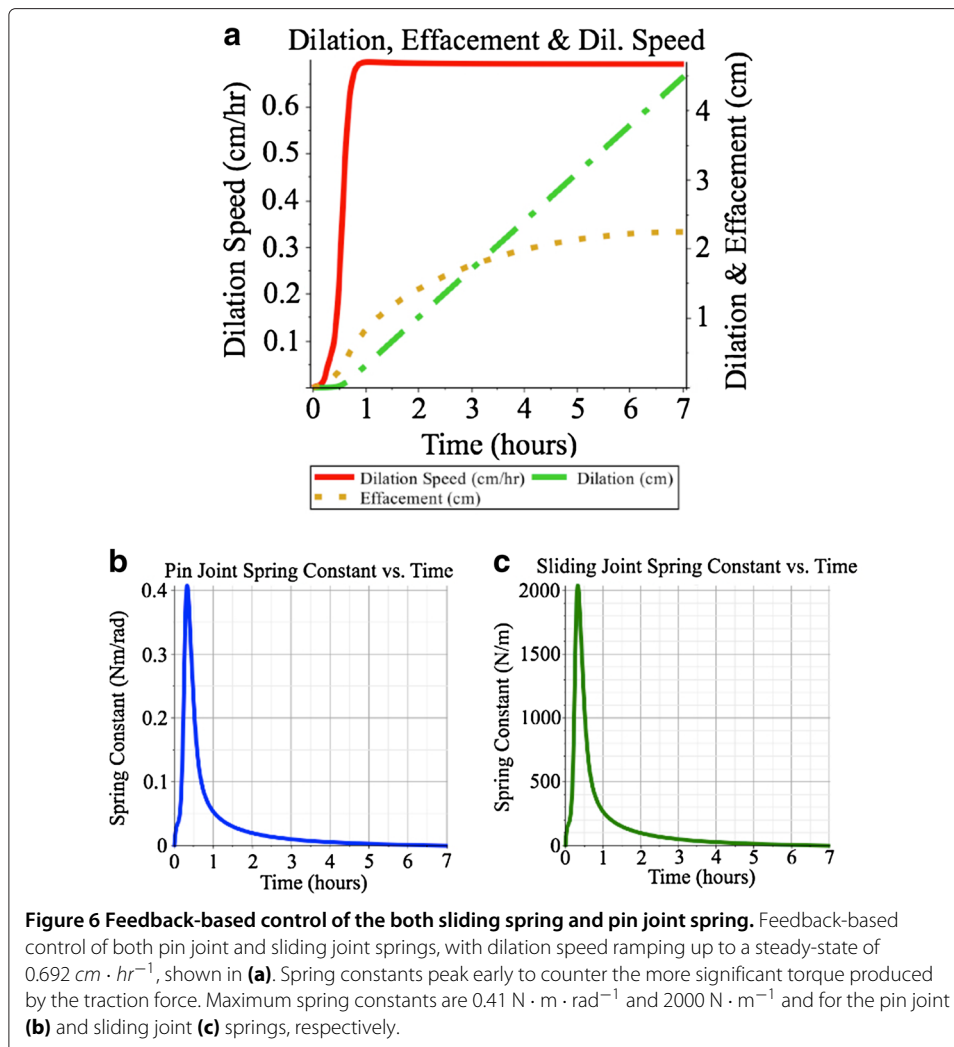 a
Dilation, Effacement & Dil. Speed
Dilation Speed (cm/hr)
0.6
0.5
0.4
0.3
0.2
0.1
4
3
2
1
Dilation & Effacement (cm)
0 1 2 3 4 5 6 7
Time (hours)
Dilation Speed (cm/hr) Dilation (cm)
Effacement (cm)
b
Pin Joint Spring Constant vs. Time
Spring Constant (Nm/rad)
0.4
0.3
0.2
0.1
0
0 1 2 3 4 5 6 7
Time (hours)
c
Sliding Joint Spring Constant vs. Time
Spring Constant (N/m)
2000
1500
1000
500
0
0 1 2 3 4 5 6 7
Time (hours)
Figure 6 Feedback-based control of the both sliding spring and pin joint spring. Feedback-based
control of both pin joint and sliding joint springs, with dilation speed ramping up to a steady-state of
0.692 cm · hr⁻¹, shown in (a). Spring constants peak early to counter the more significant torque produced
by the traction force. Maximum spring constants are 0.41 N · m · rad⁻¹ and 2000 N · m⁻¹ and for the pin joint
(b) and sliding joint (c) springs, respectively.